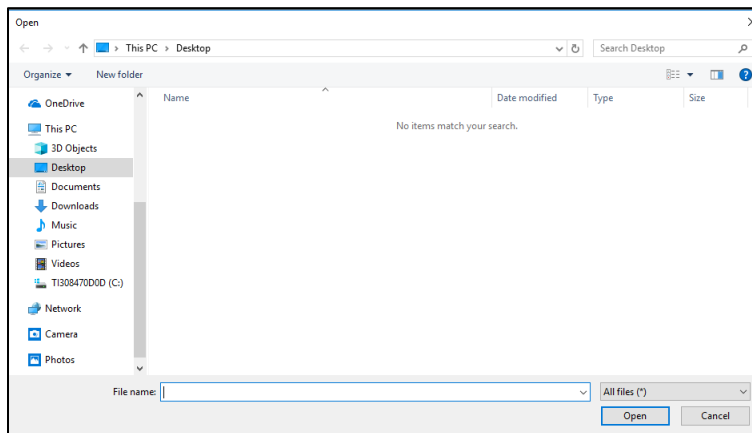 Open
This PC > Desktop
Search Desktop
Organize
New folder
Name
Date modified
Type
Size
No items match your search.
OneDrive
This PC
3D Objects
Desktop
Documents
Downloads
Music
Pictures
Videos
TI308470D0D (C:)
Network
Camera
Photos
File name:
All files (*)
Open
Cancel